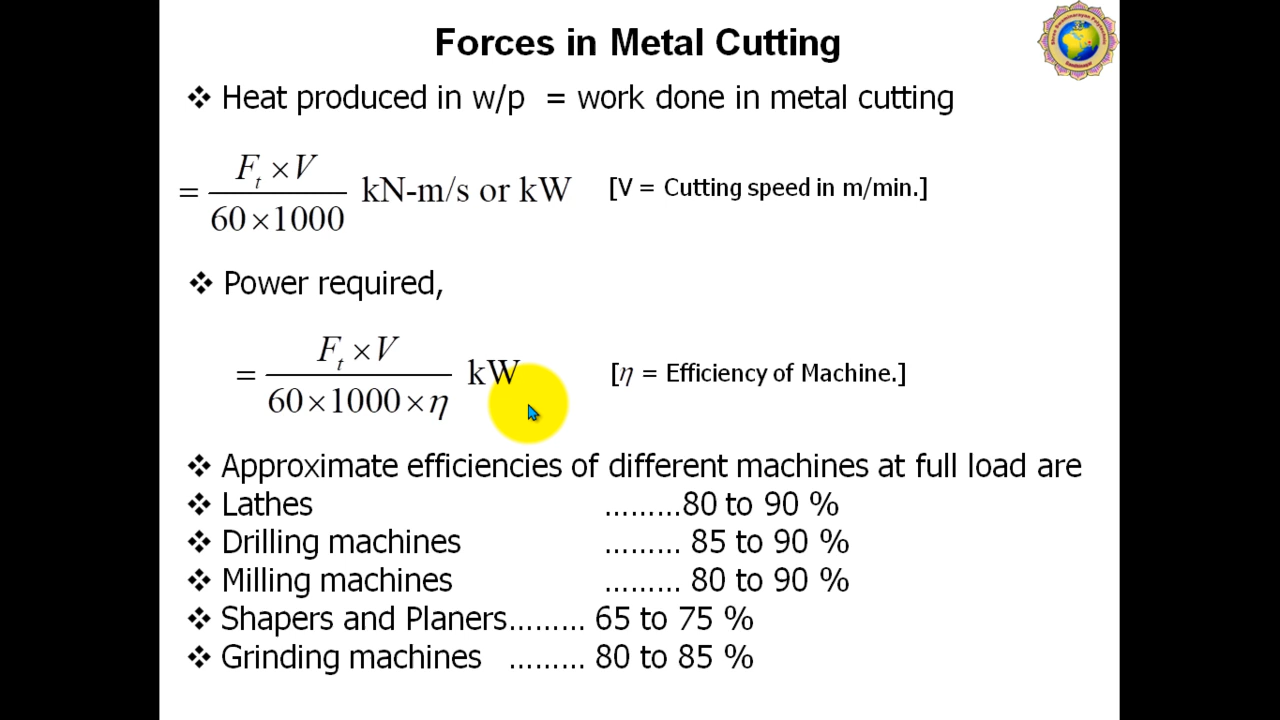 Forces in Metal Cutting
❖ Heat produced in w/p = work done in metal cutting
= F_t × V / 60 × 1000 kN-m/s or kW [V = Cutting speed in m/min.]
❖ Power required,
= F_t × V / 60 × 1000 × η kW [η = Efficiency of Machine.]
❖ Approximate efficiencies of different machines at full load are
❖ Lathes .........80 to 90 %
❖ Drilling machines ......... 85 to 90 %
❖ Milling machines ......... 80 to 90 %
❖ Shapers and Planers......... 65 to 75 %
❖ Grinding machines ......... 80 to 85 %